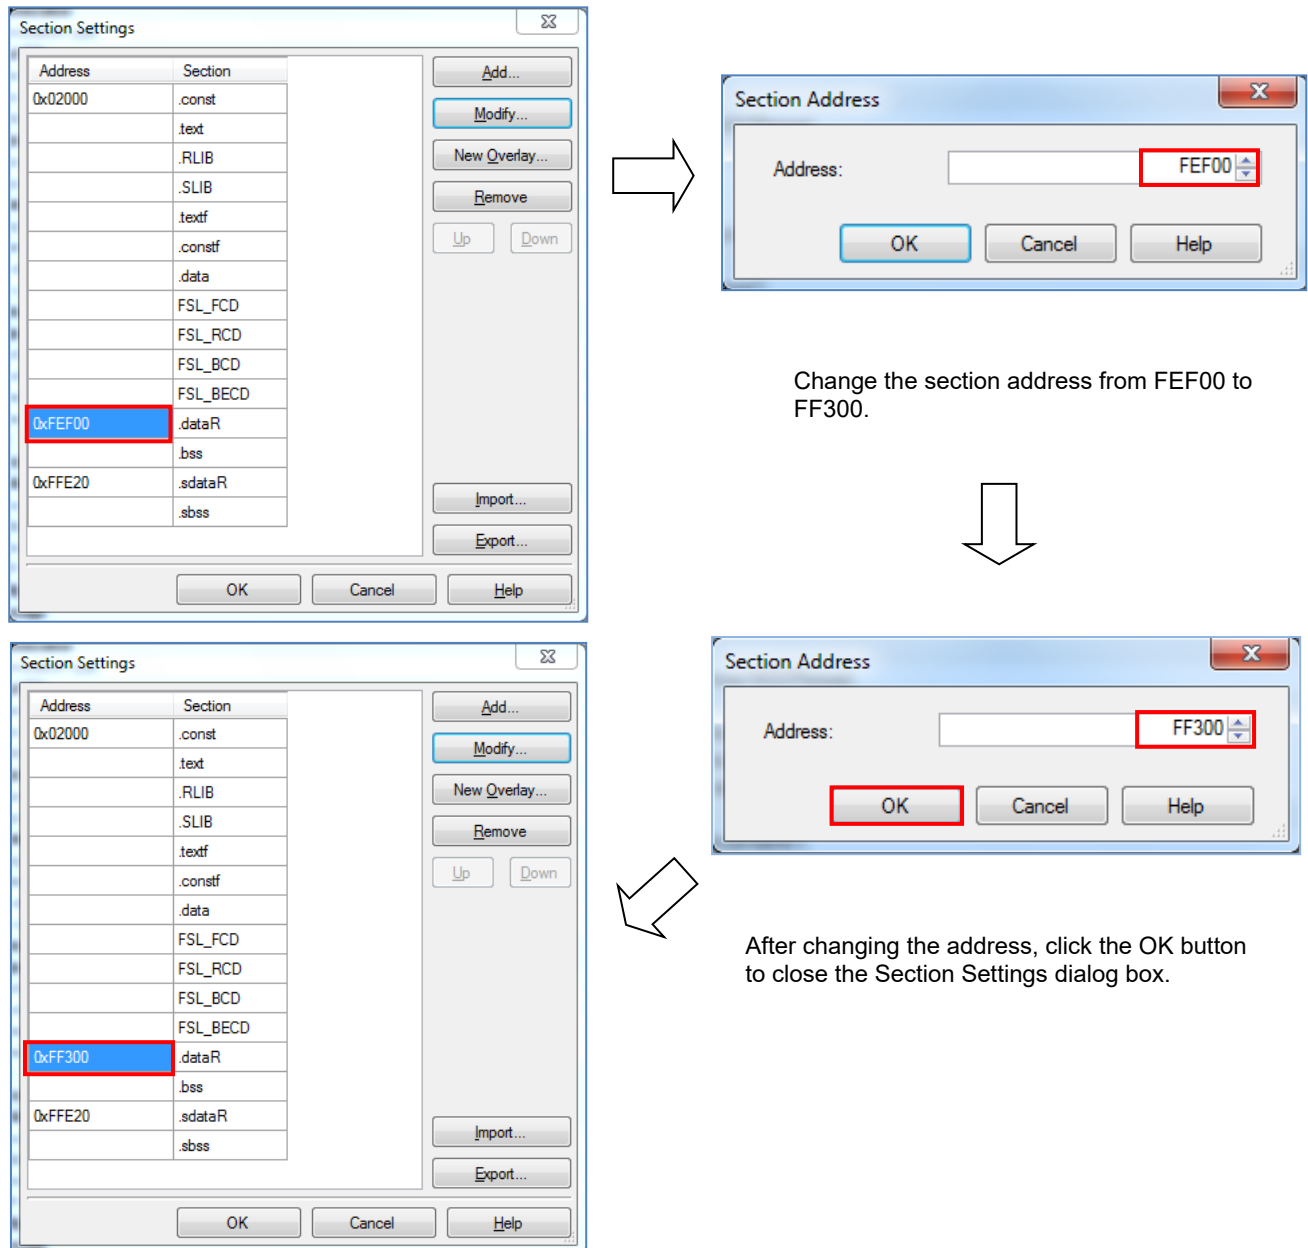 Section Settings
Address Section
0x02000 .const
.text
.RLIB
.SLIB
.textf
.constf
.data
FSL_FCD
FSL_RCD
FSL_BCD
FSL_BECD
0xFEF00 .dataR
.bss
0xFFE20 .sdataR
.sbss
Add...
Modify...
New Overlay...
Remove
Up Down
Import...
Export...
OK Cancel Help
Section Address
Address: FEF00
OK Cancel Help
Change the section address from FEF00 to
FF300.
Section Address
Address: FF300
OK Cancel Help
After changing the address, click the OK button
to close the Section Settings dialog box.
Section Settings
Address Section
0x02000 .const
.text
.RLIB
.SLIB
.textf
.constf
.data
FSL_FCD
FSL_RCD
FSL_BCD
FSL_BECD
0xFF300 .dataR
.bss
0xFFE20 .sdataR
.sbss
Add...
Modify...
New Overlay...
Remove
Up Down
Import...
Export...
OK Cancel Help